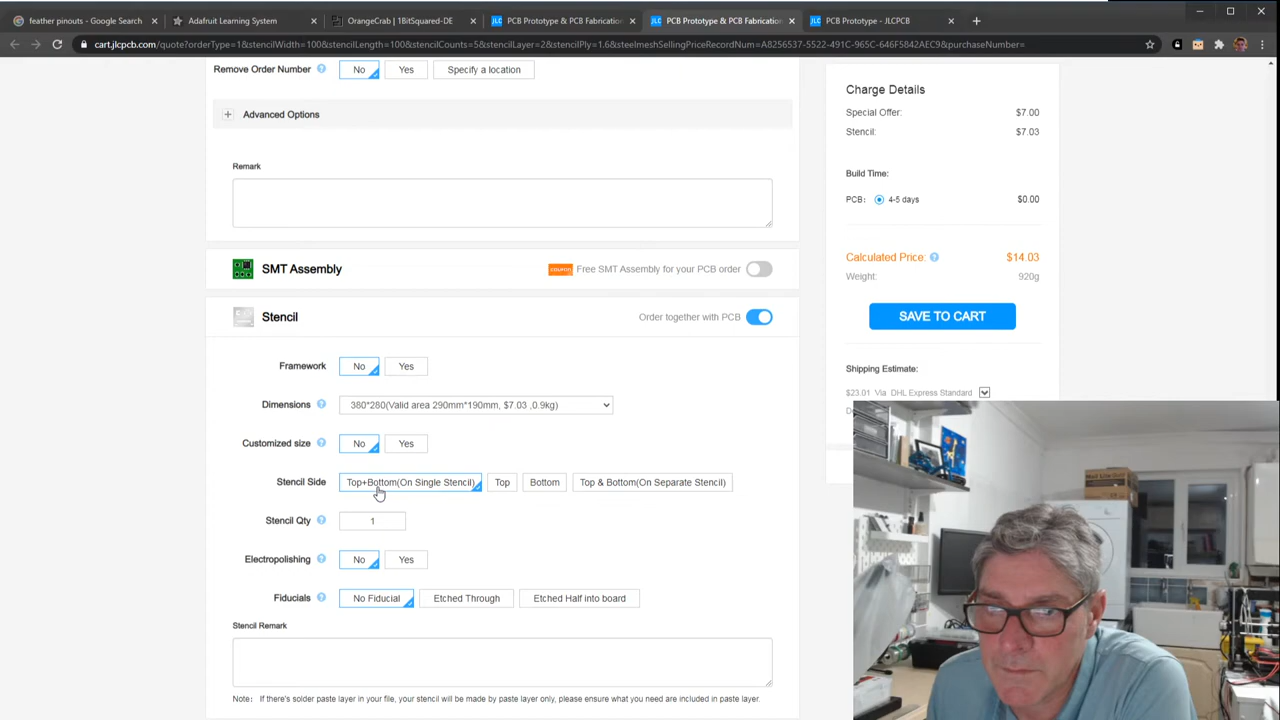 feather pinouts - Google Search
Adafruit Learning System
OrangeCrab | 1BitSquared-DE
PCB Prototype & PCB Fabrication
PCB Prototype & PCB Fabrication
PCB Prototype - JLCPCB
cart.jlcpcb.com/quote?orderType=1&stencilWidth=100&stencilLength=100&stencilCounts=5&stencilLayer=2&stencilPly=1.6&steelmeshSellingPriceRecordNum=A8256537-5522-491C-965C-646F5842AEC9&purchaseNumber=
Remove Order Number No Yes Specify a location
Advanced Options
Remark
SMT Assembly
COUPON Free SMT Assembly for your PCB order
Stencil
Order together with PCB
Framework No Yes
Dimensions 380*280(Valid area 290mm*190mm, $7.03 ,0.9kg)
Customized size No Yes
Stencil Side Top+Bottom(On Single Stencil) Top Bottom Top & Bottom(On Separate Stencil)
Stencil Qty 1
Electropolishing No Yes
Fiducials No Fiducial Etched Through Etched Half into board
Stencil Remark
Note: If there's solder paste layer in your file, your stencil will be made by paste layer only, please ensure what you need are included in paste layer.
Charge Details
Special Offer: $7.00
Stencil: $7.03
Build Time:
PCB: 4-5 days $0.00
Calculated Price: $14.03
Weight: 920g
SAVE TO CART
Shipping Estimate:
$23.01 Via DHL Express Standard